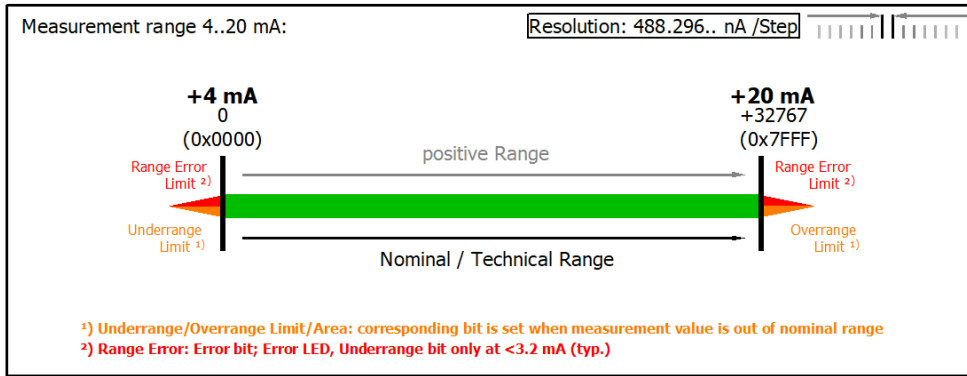 Measurement range 4..20 mA:
Resolution: 488.296.. nA /Step
+4 mA
0
(0x0000)
+20 mA
+32767
(0x7FFF)
positive Range
Range Error
Limit ²)
Range Error
Limit ²)
Underrange
Limit ¹)
Overrange
Limit ¹)
Nominal / Technical Range
¹) Underrange/Overrange Limit/Area: corresponding bit is set when measurement value is out of nominal range
²) Range Error: Error bit; Error LED, Underrange bit only at <3.2 mA (typ.)